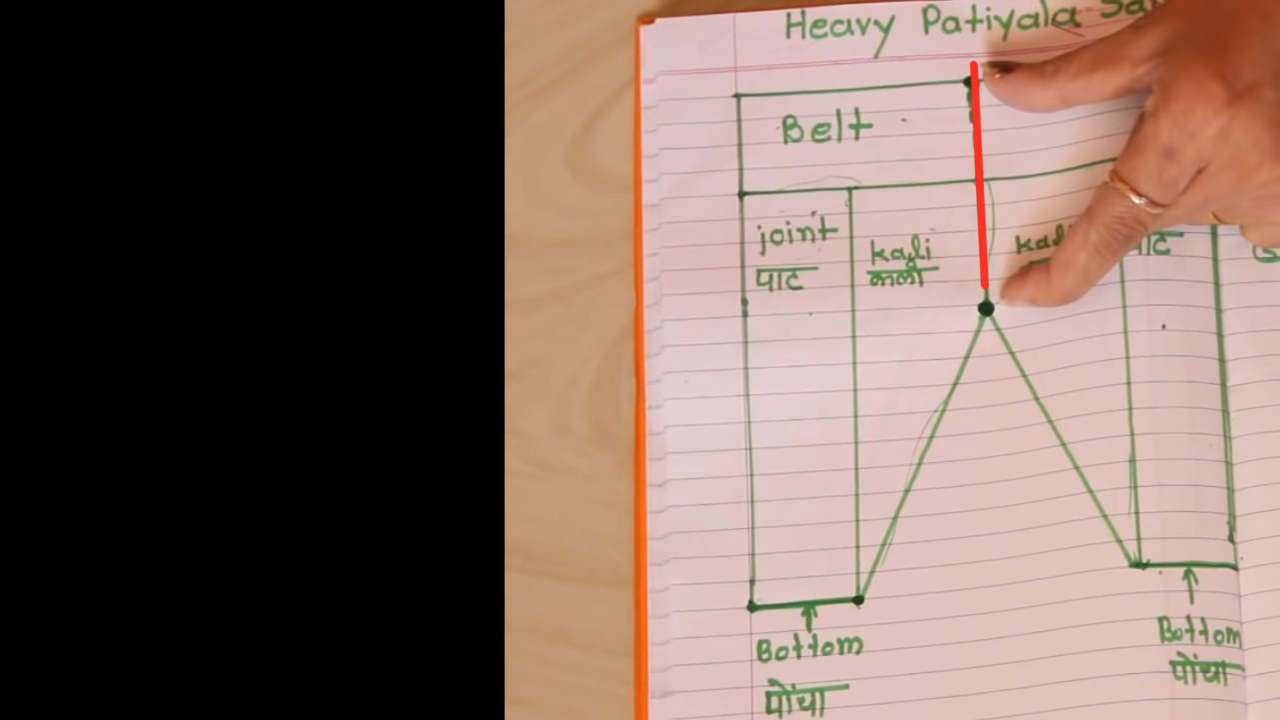 Heavy Patiyala
Belt
joint
पाट
kali
कली
पाट
Bottom
पोंचा
Bottom
पोंचा